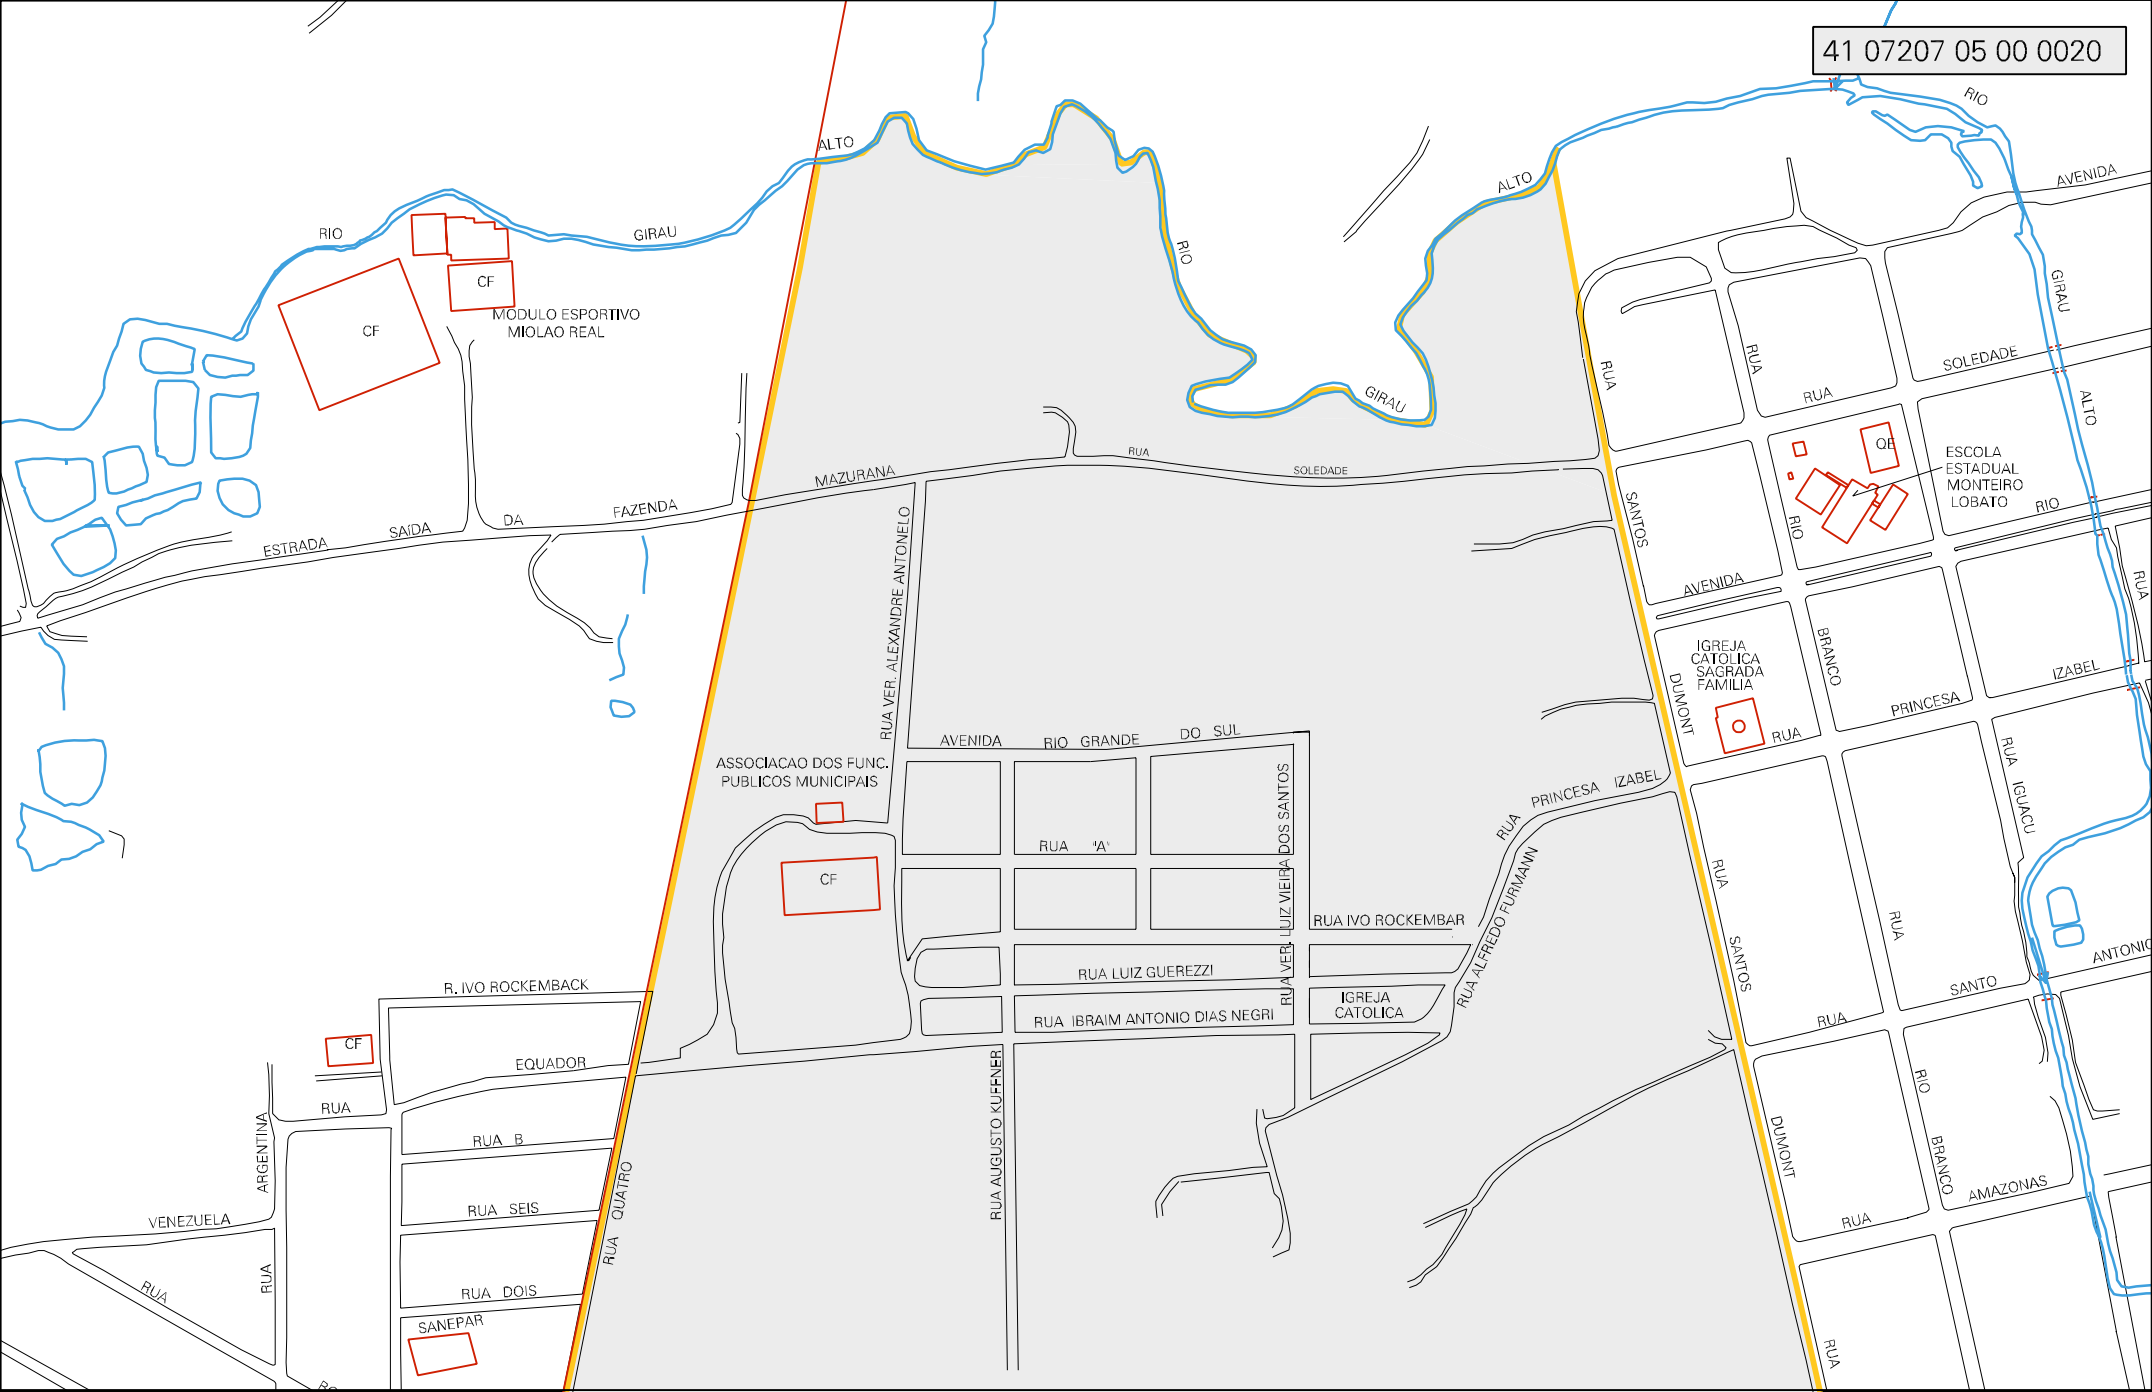 41 07207 05 00 0020
RIO
ALTO
AVENIDA
ALTO
RIO
GIRAU
RIO
GIRAU
CF
MODULO ESPORTIVO
MIOLAO REAL
CF
RUA
RUA
SOLEDADE
RUA
ALTO
GIRAU
QE
ESCOLA
ESTADUAL
MONTEIRO
LOBATO
RUA
SOLEDADE
MAZURANA
FAZENDA
DA
SAÍDA
ESTRADA
SANTOS
RIO
RIO
RUA VER. ALEXANDRE ANTONELO
AVENIDA
RUA
IGREJA
CATOLICA
SAGRADA
FAMILIA
BRANCO
IZABEL
PRINCESA
DUMONT
RUA
AVENIDA
RIO GRANDE
DO SUL
RUA IGUACU
ASSOCIACAO DOS FUNC.
PUBLICOS MUNICIPAIS
RUA
PRINCESA
IZABEL
RUA VER. LUIZ VIEIRA DOS SANTOS
RUA "A"
CF
RUA ALFREDO FURMANN
RUA
RUA
RUA IVO ROCKEMBAR
SANTOS
ANTONIO
SANTO
RUA
RUA LUIZ GUEREZZI
R. IVO ROCKEMBACK
IGREJA
CATOLICA
RUA IBRAIM ANTONIO DIAS NEGRI
CF
EQUADOR
RUA
ARGENTINA
RUA B
RUA AUGUSTO KUFFNER
RIO
DUMONT
BRANCO
AMAZONAS
RUA
RUA QUATRO
RUA SEIS
VENEZUELA
RUA
RUA
RUA DOIS
SANEPAR
RUA